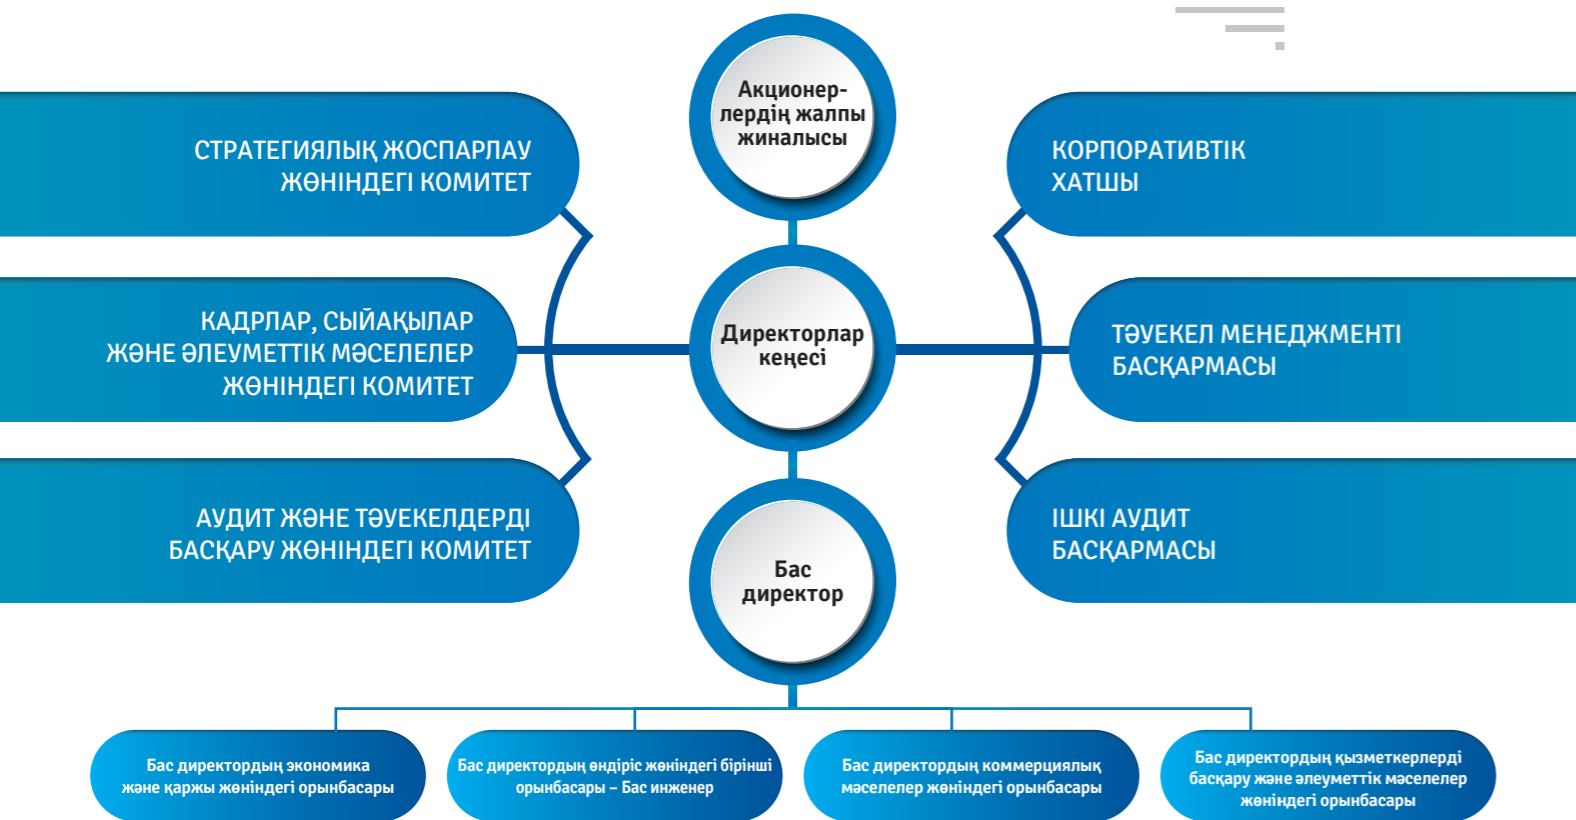 Акционер-
лердің жалпы
жиналысы
СТРАТЕГИЯЛЫҚ ЖОСПАРЛАУ
ЖӨНІНДЕГІ КОМИТЕТ
КОРПОРАТИВТІК
ХАТШЫ
КАДРЛАР, СЫЙАҚЫЛАР
ЖӘНЕ ӘЛЕУМЕТТІК МӘСЕЛЕЛЕР
ЖӨНІНДЕГІ КОМИТЕТ
Директорлар
кеңесі
ТӘУЕКЕЛ МЕНЕДЖМЕНТІ
БАСҚАРМАСЫ
АУДИТ ЖӘНЕ ТӘУЕКЕЛДЕРДІ
БАСҚАРУ ЖӨНІНДЕГІ КОМИТЕТ
ІШКІ АУДИТ
БАСҚАРМАСЫ
Бас
директор
Бас директордың экономика
және қаржы жөніндегі орынбасары
Бас директордың өндіріс жөніндегі бірінші
орынбасары – Бас инженер
Бас директордың коммерциялық
мәселелер жөніндегі орынбасары
Бас директордың қызметкерлерді
басқару және әлеуметтік мәселелер
жөніндегі орынбасары